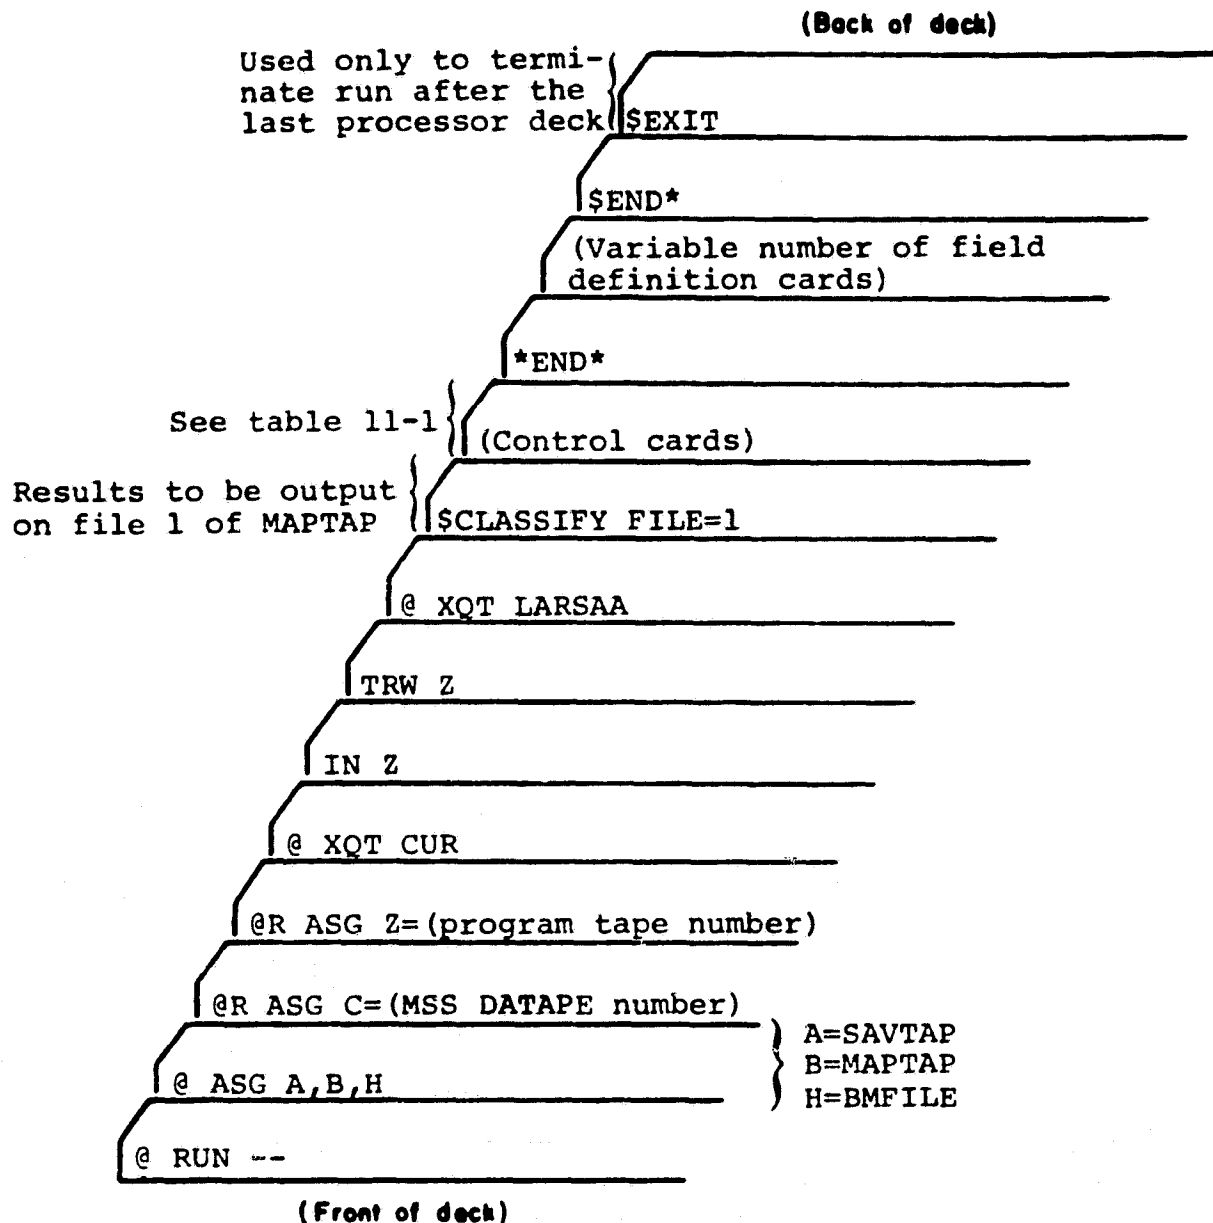 (Back of deck)
Used only to termi-
nate run after the
last processor deck
$EXIT
$END*
(Variable number of field
definition cards)
*END*
See table 11-1
(Control cards)
Results to be output
on file 1 of MAPTAP
$CLASSIFY FILE=1
@ XQT LARSAA
TRW Z
IN Z
@ XQT CUR
@R ASG Z=(program tape number)
@R ASG C=(MSS DATAPE number)
A=SAVTAP
B=MAPTAP
H=BMFILE
@ ASG A,B,H
@ RUN --
(Front of deck)